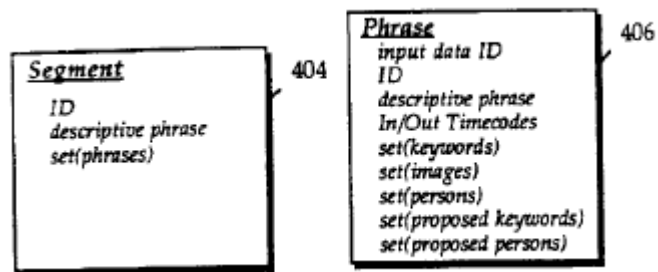 Segment
ID
descriptive phrase
set(phrases)
404
Phrase
input data ID
ID
descriptive phrase
In/Out Timecodes
set(keywords)
set(images)
set(persons)
set(proposed keywords)
set(proposed persons)
406